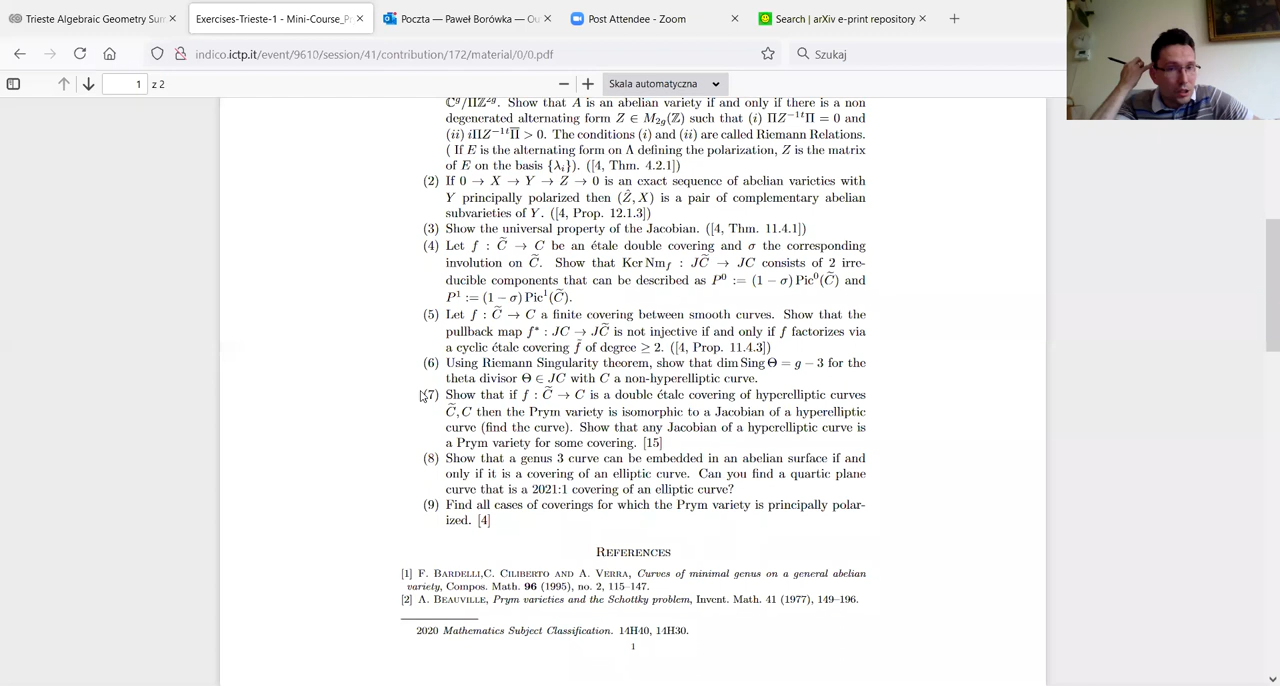 Trieste Algebraic Geometry Sum
Exercises-Trieste-1 - Mini-Course_P
Poczta — Paweł Borówka — Ou
Post Attendee - Zoom
Search | arXiv e-print repository
indico.ictp.it/event/9610/session/41/contribution/172/material/0/0.pdf
Szukaj
1 z 2
Skala automatyczna
ℂᵍ/Πℤ²ᵍ. Show that A is an abelian variety if and only if there is a non
degenerated alternating form Z ∈ M₂g(ℤ) such that (i) ΠZ⁻¹ᵗΠ = 0 and
(ii) iΠZ⁻¹ᵗΠ̅ > 0. The conditions (i) and (ii) are called Riemann Relations.
( If E is the alternating form on Λ defining the polarization, Z is the matrix
of E on the basis {λᵢ}). ([4, Thm. 4.2.1])
(2) If 0 → X → Y → Z → 0 is an exact sequence of abelian varieties with
Y principally polarized then (Ẑ, X) is a pair of complementary abelian
subvarieties of Y. ([4, Prop. 12.1.3])
(3) Show the universal property of the Jacobian. ([4, Thm. 11.4.1])
(4) Let f : C̃ → C be an étale double covering and σ the corresponding
involution on C̃. Show that Ker Nm_f : JC̃ → JC consists of 2 irre-
ducible components that can be described as P⁰ := (1 − σ) Pic⁰(C̃) and
P¹ := (1 − σ) Pic¹(C̃).
(5) Let f : C̃ → C a finite covering between smooth curves. Show that the
pullback map f* : JC → JC̃ is not injective if and only if f factorizes via
a cyclic étale covering f̄ of degree ≥ 2. ([4, Prop. 11.4.3])
(6) Using Riemann Singularity theorem, show that dim Sing Θ = g − 3 for the
theta divisor Θ ∈ JC with C a non-hyperelliptic curve.
(7) Show that if f : C̃ → C is a double étale covering of hyperelliptic curves
C̃, C then the Prym variety is isomorphic to a Jacobian of a hyperelliptic
curve (find the curve). Show that any Jacobian of a hyperelliptic curve is
a Prym variety for some covering. [15]
(8) Show that a genus 3 curve can be embedded in an abelian surface if and
only if it is a covering of an elliptic curve. Can you find a quartic plane
curve that is a 2021:1 covering of an elliptic curve?
(9) Find all cases of coverings for which the Prym variety is principally polar-
ized. [4]
References
[1] F. Bardelli,C. Ciliberto and A. Verra, Curves of minimal genus on a general abelian
variety, Compos. Math. 96 (1995), no. 2, 115–147.
[2] A. Beauville, Prym varieties and the Schottky problem, Invent. Math. 41 (1977), 149–196.
2020 Mathematics Subject Classification. 14H40, 14H30.
1